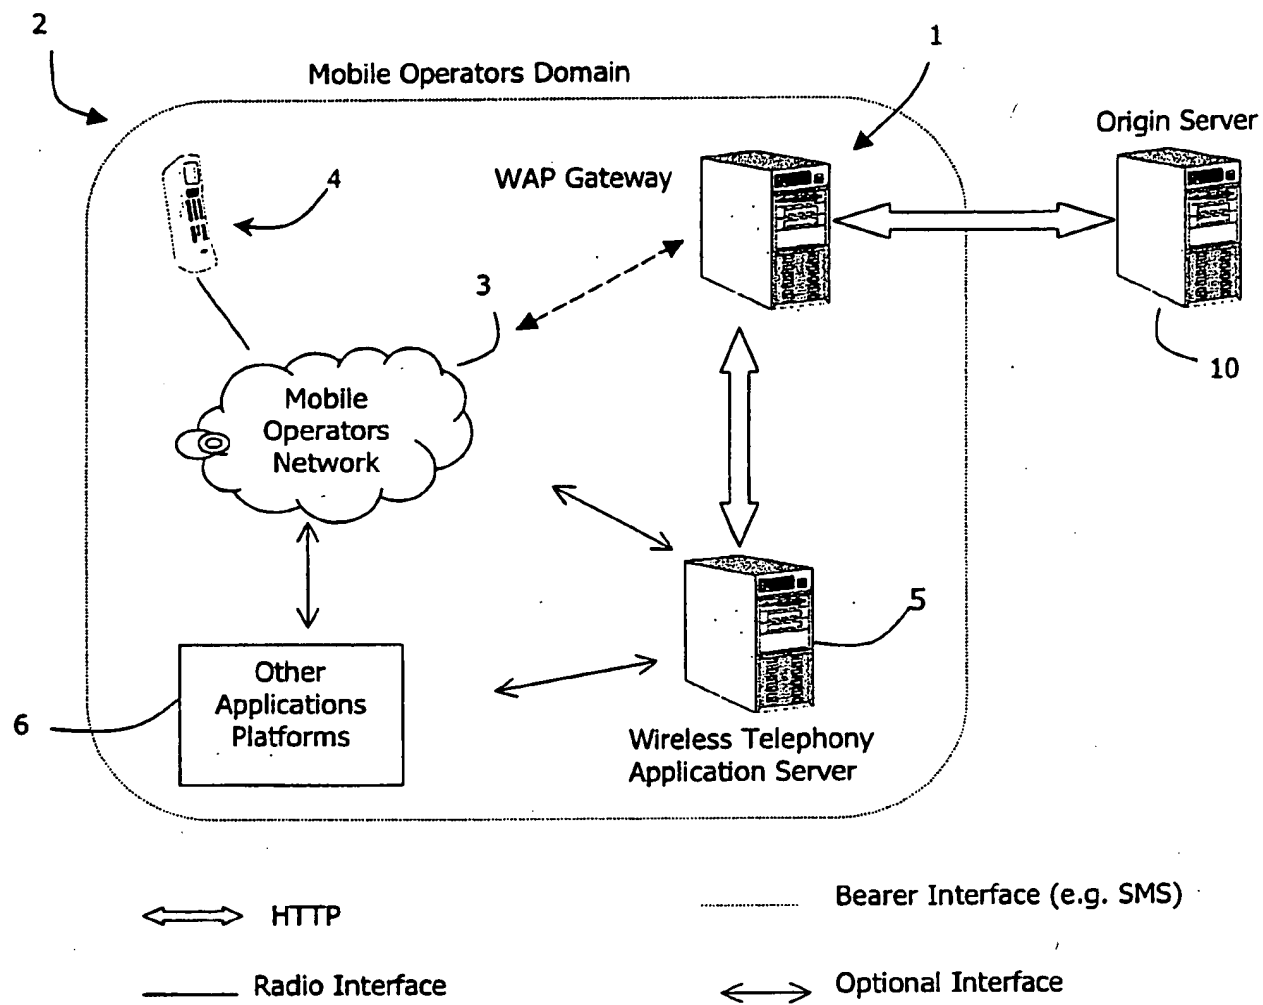 2
1
Mobile Operators Domain
Origin Server
WAP Gateway
4
3
10
Mobile
Operators
Network
5
Other
Applications
Platforms
6
Wireless Telephony
Application Server
HTTP
Bearer Interface (e.g. SMS)
Radio Interface
Optional Interface